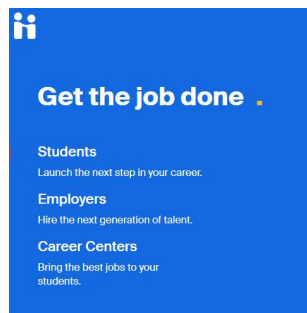 Get the job done .
Students
Launch the next step in your career.
Employers
Hire the next generation of talent.
Career Centers
Bring the best jobs to your
students.